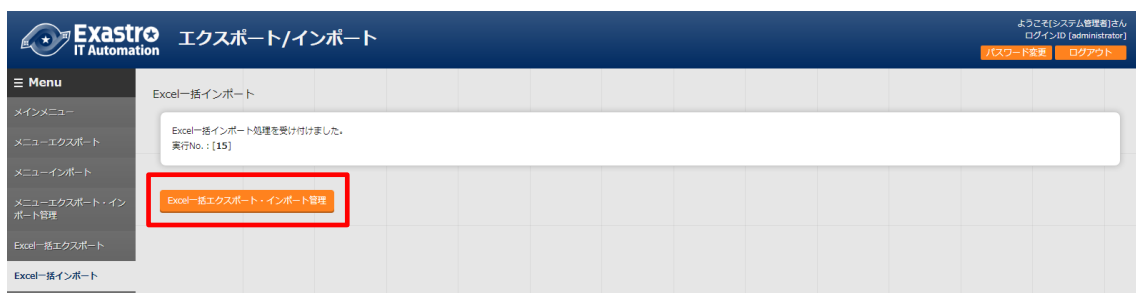 Exastro
IT Automation
エクスポート/インポート
ようこそ[システム管理者]さん
ログインID [administrator]
パスワード変更
ログアウト
Menu
メインメニュー
メニューエクスポート
メニューインポート
メニューエクスポート・イン
ポート管理
Excel一括エクスポート
Excel一括インポート
Excel一括インポート
Excel一括インポート処理を受け付けました。
実行No. : [15]
Excel一括エクスポート・インポート管理